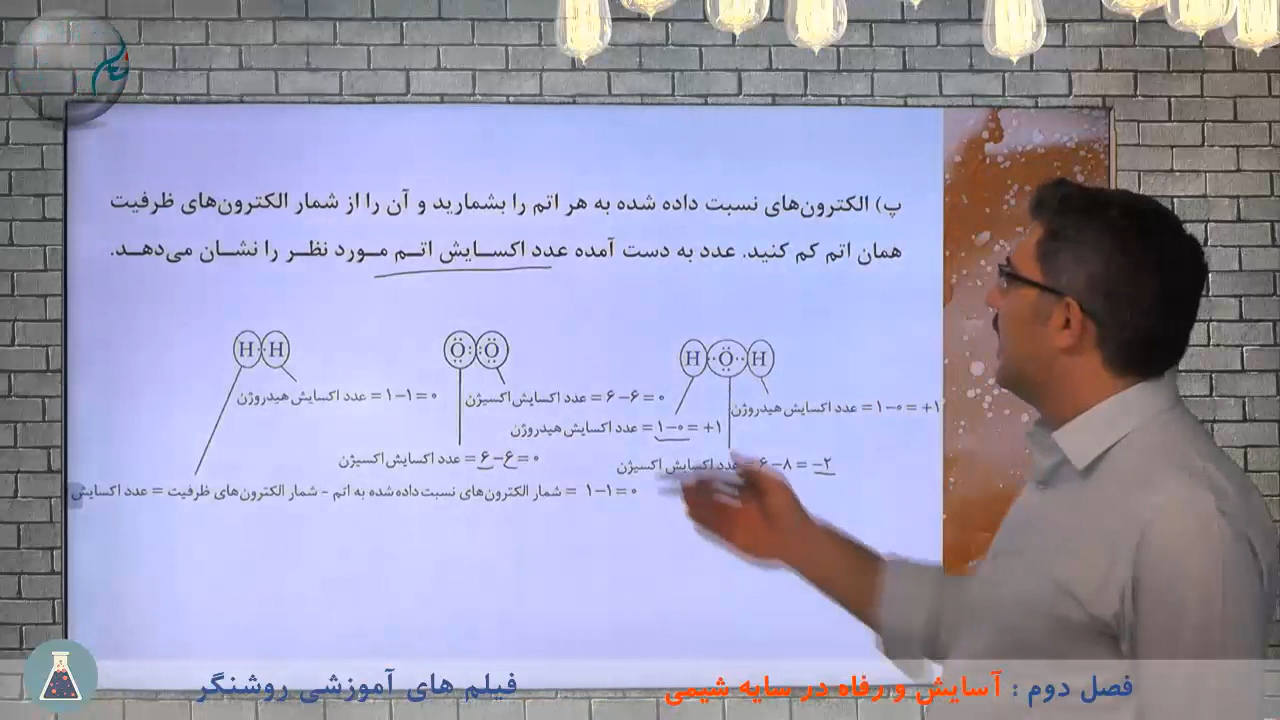 پ) الکترون‌های نسبت داده شده به هر اتم را بشمارید و آن را از شمار الکترون‌های ظرفیت
همان اتم کم کنید. عدد به دست آمده عدد اکسایش اتم مورد نظر را نشان می‌دهد.
H O H
O O
H H
عدد اکسایش هیدروژن = ۱-۰ = +۱
عدد اکسایش هیدروژن = ۱-۰ = +۱
عدد اکسایش اکسیژن = ۶-۸ = -۲
عدد اکسایش اکسیژن = ۶-۶ = ۰
عدد اکسایش اکسیژن = ۶-۶ = ۰
عدد اکسایش هیدروژن = ۱-۱ = ۰
عدد اکسایش = شمار الکترون‌های ظرفیت - شمار الکترون‌های نسبت داده شده به اتم = ۱-۱ = ۰
فصل دوم : آسایش و رفاه در سایه شیمی
فیلم های آموزشی روشنگر